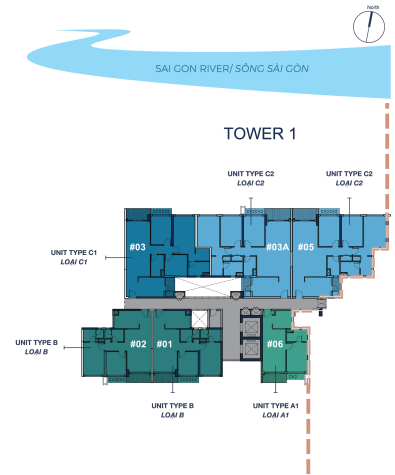 North
SAI GON RIVER/ SÔNG SÀI GÒN
TOWER 1
UNIT TYPE C2
LOẠI C2
UNIT TYPE C2
LOẠI C2
#03
#03A
#05
UNIT TYPE C1
LOẠI C1
UNIT TYPE B
LOẠI B
#02
#01
#06
UNIT TYPE B
LOẠI B
UNIT TYPE A1
LOẠI A1